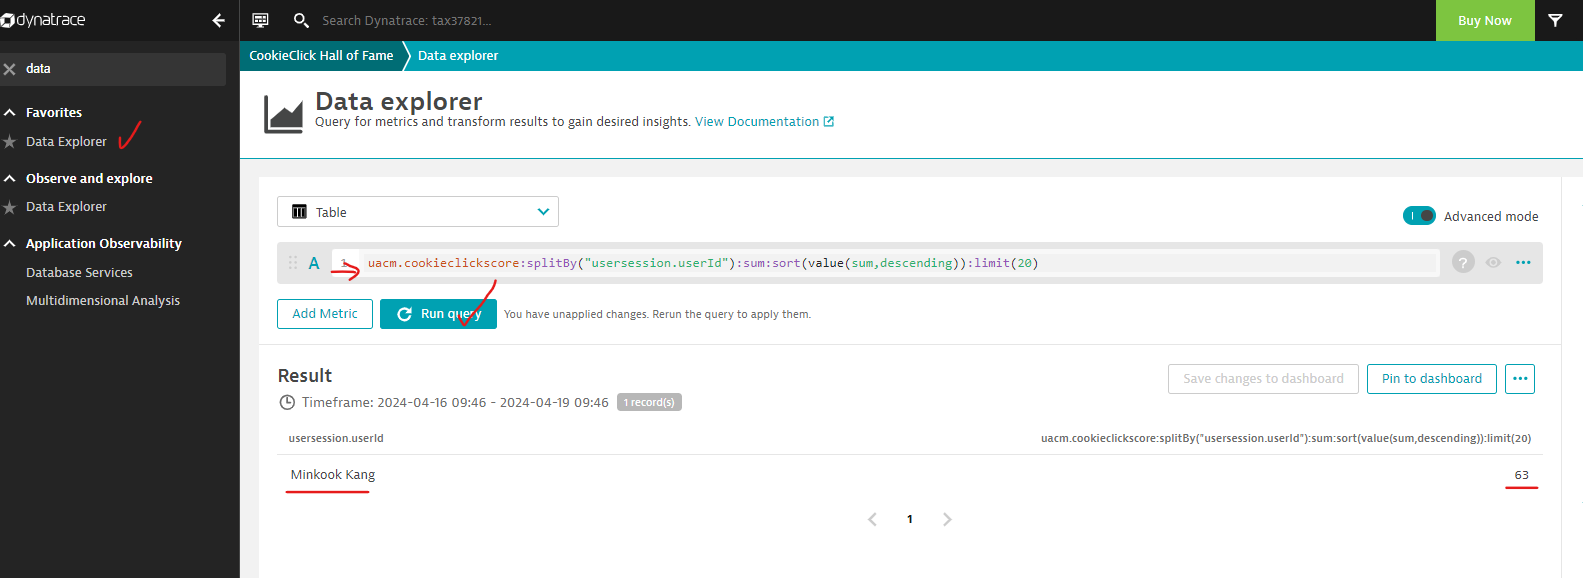 dynatrace
Search Dynatrace: tax37821...
Buy Now
data
Favorites
Data Explorer
Observe and explore
Data Explorer
Application Observability
Database Services
Multidimensional Analysis
CookieClick Hall of Fame
Data explorer
Data explorer
Query for metrics and transform results to gain desired insights. View Documentation
Table
Advanced mode
A 1 uacm.cookieclickscore:splitBy("usersession.userId"):sum:sort(value(sum,descending)):limit(20)
?
Add Metric
Run query
You have unapplied changes. Rerun the query to apply them.
Result
Save changes to dashboard
Pin to dashboard
Timeframe: 2024-04-16 09:46 - 2024-04-19 09:46
1 record(s)
usersession.userId
uacm.cookieclickscore:splitBy("usersession.userId"):sum:sort(value(sum,descending)):limit(20)
Minkook Kang
63
1